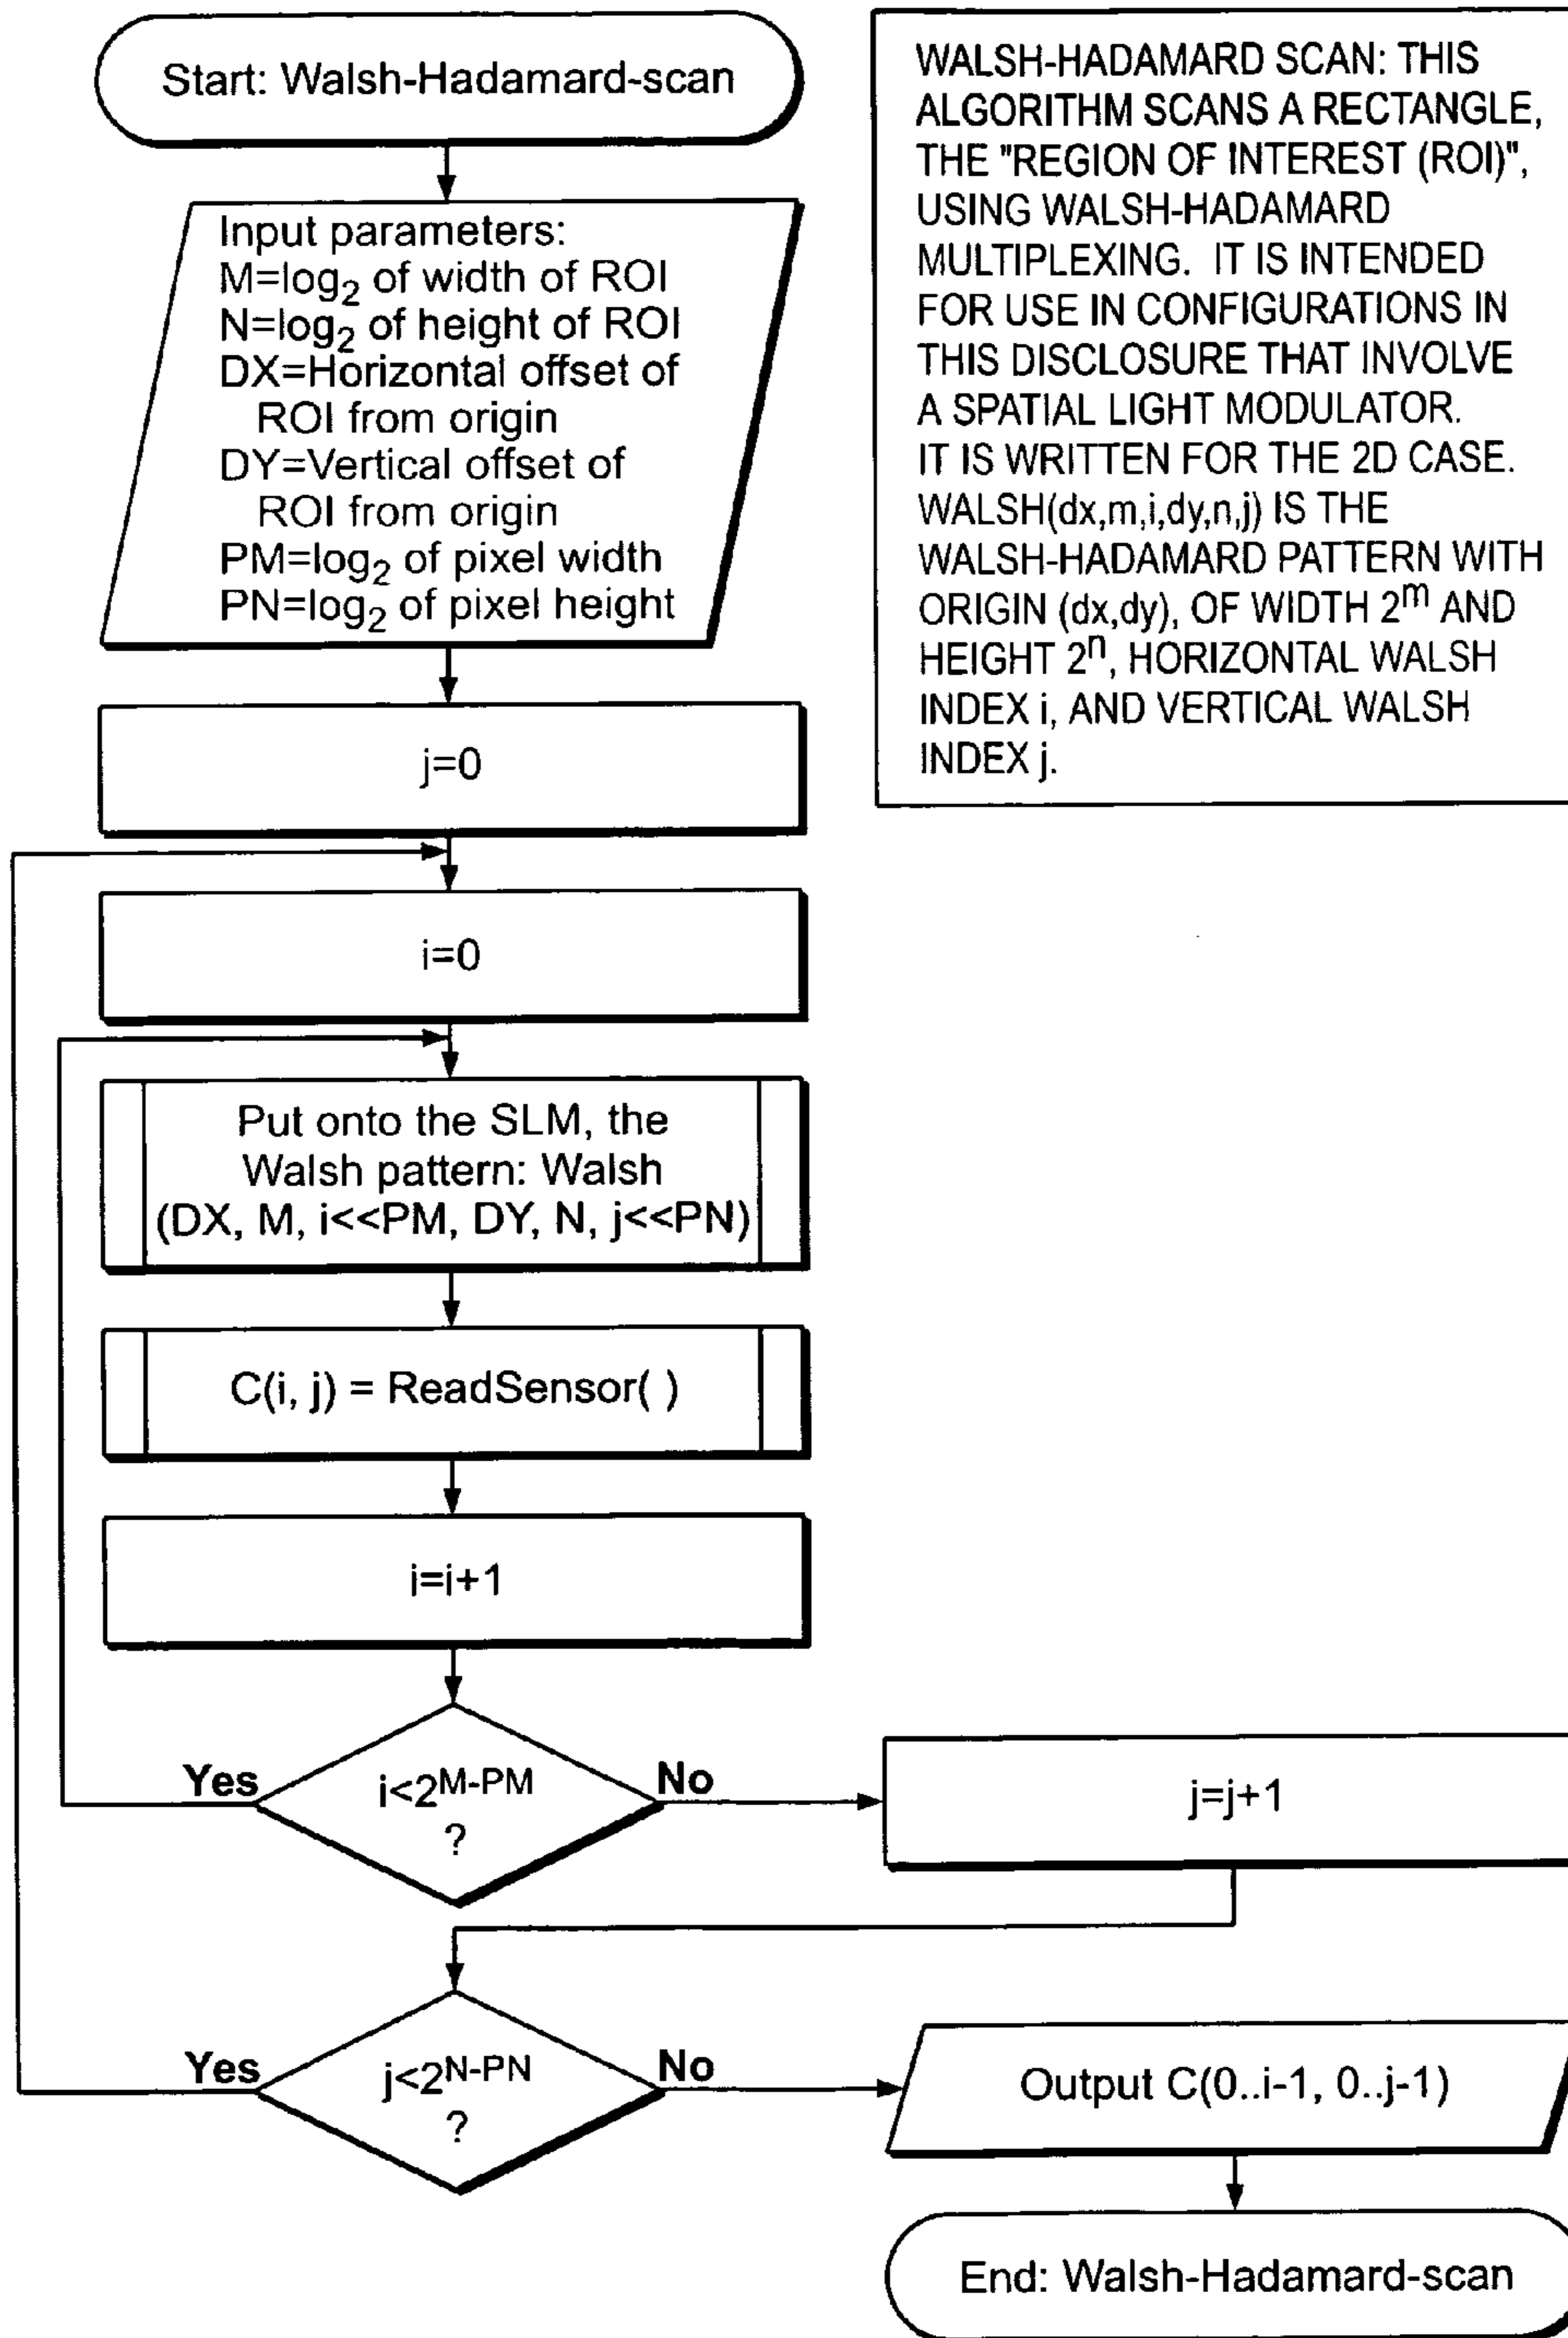 Start: Walsh-Hadamard-scan
Input parameters:
M=log₂ of width of ROI
N=log₂ of height of ROI
DX=Horizontal offset of
ROI from origin
DY=Vertical offset of
ROI from origin
PM=log₂ of pixel width
PN=log₂ of pixel height
WALSH-HADAMARD SCAN: THIS
ALGORITHM SCANS A RECTANGLE,
THE "REGION OF INTEREST (ROI)",
USING WALSH-HADAMARD
MULTIPLEXING. IT IS INTENDED
FOR USE IN CONFIGURATIONS IN
THIS DISCLOSURE THAT INVOLVE
A SPATIAL LIGHT MODULATOR.
IT IS WRITTEN FOR THE 2D CASE.
WALSH(dx,m,i,dy,n,j) IS THE
WALSH-HADAMARD PATTERN WITH
ORIGIN (dx,dy), OF WIDTH 2^m AND
HEIGHT 2^n, HORIZONTAL WALSH
INDEX i, AND VERTICAL WALSH
INDEX j.
j=0
i=0
Put onto the SLM, the
Walsh pattern: Walsh
(DX, M, i<<PM, DY, N, j<<PN)
C(i, j) = ReadSensor( )
i=i+1
Yes
i<2^M-PM
?
No
j=j+1
Yes
j<2^N-PN
?
No
Output C(0..i-1, 0..j-1)
End: Walsh-Hadamard-scan